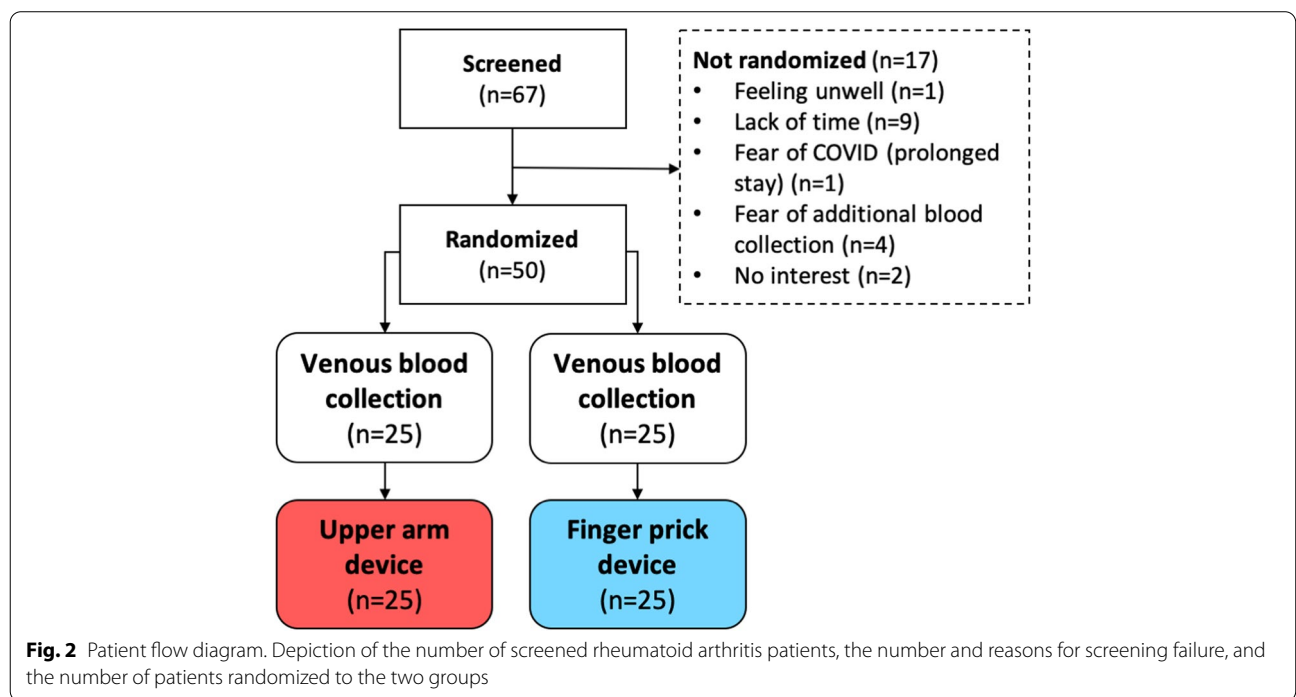 Screened
(n=67)
Not randomized (n=17)
• Feeling unwell (n=1)
• Lack of time (n=9)
• Fear of COVID (prolonged
stay) (n=1)
• Fear of additional blood
collection (n=4)
• No interest (n=2)
Randomized
(n=50)
Venous blood
collection
(n=25)
Venous blood
collection
(n=25)
Upper arm
device
(n=25)
Finger prick
device
(n=25)
Fig. 2 Patient flow diagram. Depiction of the number of screened rheumatoid arthritis patients, the number and reasons for screening failure, and
the number of patients randomized to the two groups